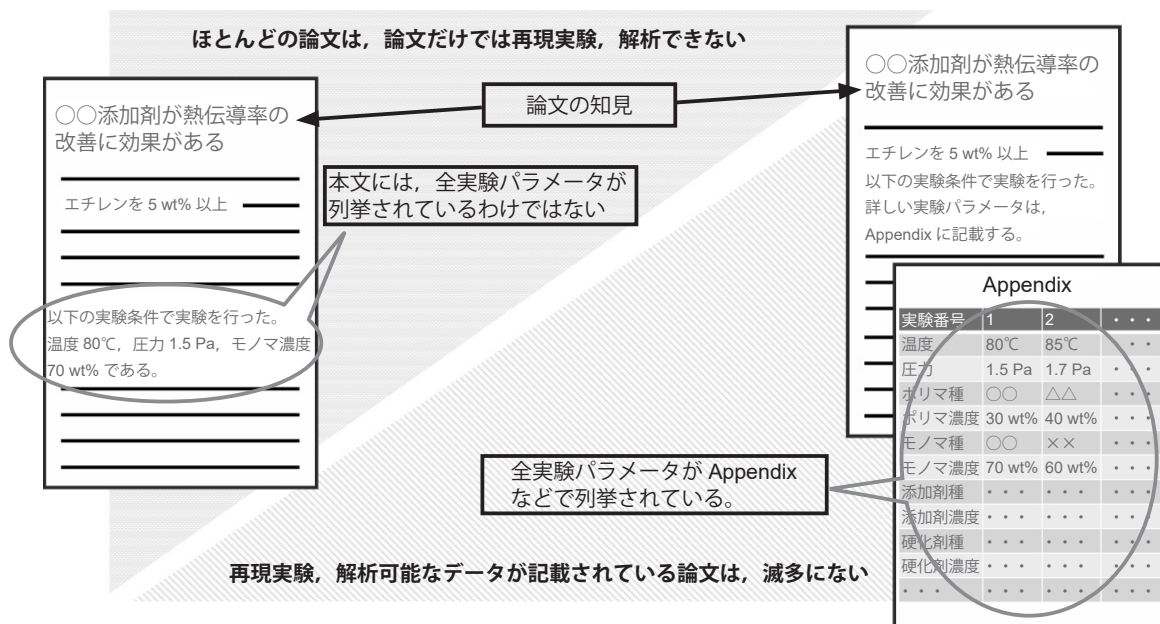 ほとんどの論文は，論文だけでは再現実験，解析できない
○○添加剤が熱伝導率の
改善に効果がある
エチレンを 5 wt% 以上
以下の実験条件で実験を行った。
温度 80℃，圧力 1.5 Pa，モノマ濃度
70 wt% である。
論文の知見
本文には，全実験パラメータが
列挙されているわけではない
○○添加剤が熱伝導率の
改善に効果がある
エチレンを 5 wt% 以上
以下の実験条件で実験を行った。
詳しい実験パラメータは，
Appendix に記載する。
Appendix
実験番号 1 2 ・・・
温度 80℃ 85℃ ・・・
圧力 1.5 Pa 1.7 Pa ・・・
ポリマ種 ○○ △△ ・・・
ポリマ濃度 30 wt% 40 wt% ・・・
モノマ種 ○○ ×× ・・・
モノマ濃度 70 wt% 60 wt% ・・・
添加剤種 ・・・ ・・・ ・・・
添加剤濃度 ・・・ ・・・ ・・・
硬化剤種 ・・・ ・・・ ・・・
硬化剤濃度 ・・・ ・・・ ・・・
・・・ ・・・ ・・・ ・・・
全実験パラメータが Appendix
などで列挙されている。
再現実験，解析可能なデータが記載されている論文は，滅多にない